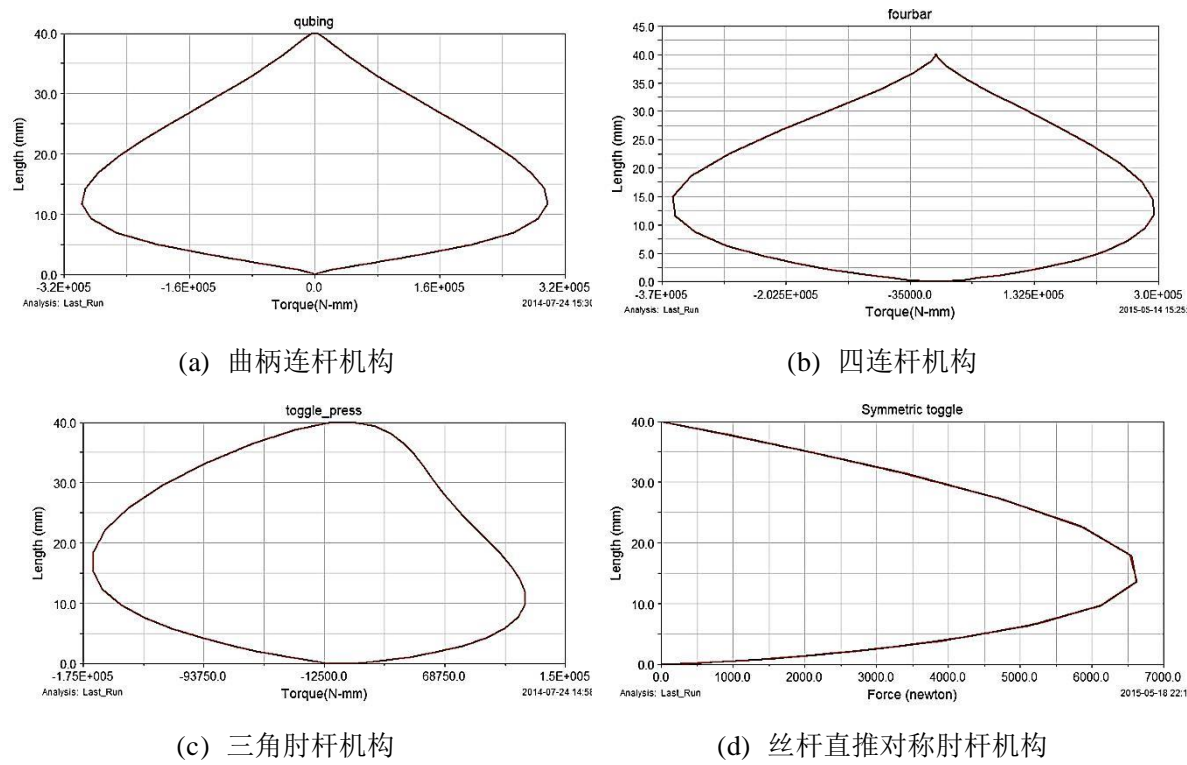 qubing
40.0
30.0
20.0
10.0
0.0
Length (mm)
-3.2E+005 -1.6E+005 0.0 1.6E+005 3.2E+005
Analysis: Last_Run Torque(N-mm) 2014-07-24 15:30
(a) 曲柄连杆机构
fourbar
45.0
40.0
35.0
30.0
25.0
20.0
15.0
10.0
5.0
0.0
Length (mm)
-3.7E+005 -2.025E+005 -35000.0 1.325E+005 3.0E+005
Analysis: Last_Run Torque(N-mm) 2015-05-14 15:25:
(b) 四连杆机构
toggle_press
40.0
30.0
20.0
10.0
0.0
Length (mm)
-1.75E+005 -937500.0 -12500.0 687500.0 1.5E+005
Analysis: Last_Run Torque(N-mm) 2014-07-24 14:58
(c) 三角肘杆机构
Symmetric toggle
40.0
30.0
20.0
10.0
0.0
Length (mm)
0.0 1000.0 2000.0 3000.0 4000.0 5000.0 6000.0 7000.0
Analysis: Last_Run Force (newton) 2015-05-18 22:1
(d) 丝杆直推对称肘杆机构